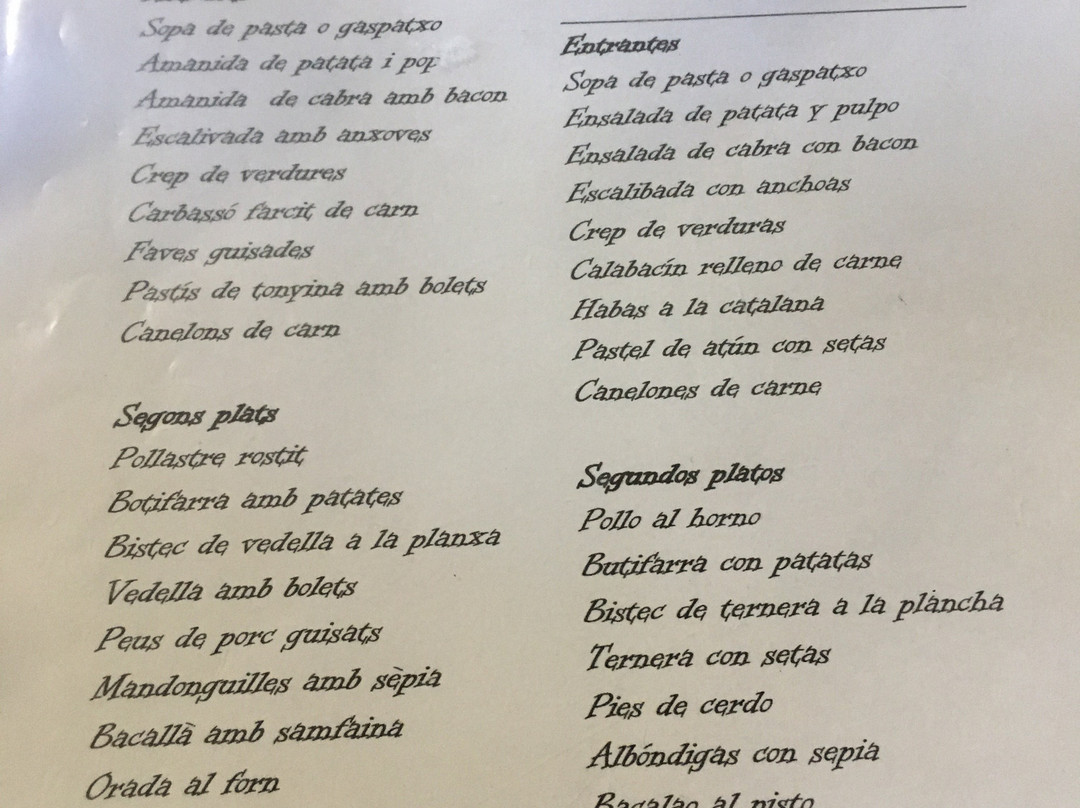 Sopa de pasta o gaspatxo
Amanida de patata i pop
Amanida de cabra amb bacon
Escalivada amb anxoves
Crep de verdures
Carbassó farcit de carn
Faves guisades
Pastís de tonyina amb bolets
Canelons de carn
Segons plats
Pollastre rostit
Botifarra amb patates
Bistec de vedella a la planxa
Vedella amb bolets
Peus de porc guisats
Mandonguilles amb sèpia
Bacallà amb samfaina
Orada al forn
Entrantes
Sopa de pasta o gaspatxo
Ensalada de patata y pulpo
Ensalada de cabra con bacon
Escalibada con anchoas
Crep de verduras
Calabacín relleno de carne
Habas a la catalana
Pastel de atún con setas
Canelones de carne
Segundos platos
Pollo al horno
Butifarra con patatas
Bistec de ternera a la plancha
Ternera con setas
Pies de cerdo
Albóndigas con sepia
Bacalao al pisto